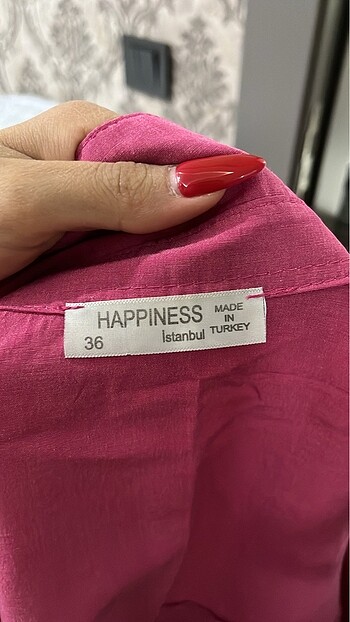 HAPPINESS
İstanbul
36
MADE
IN
TURKEY